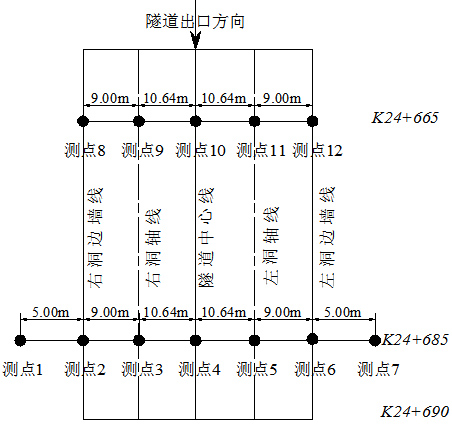 隧道出口方向
9.00m 10.64m 10.64m 9.00m
K24+665
测点8 测点9 测点10 测点11 测点12
右洞边墙线
右洞轴线
隧道中心线
左洞轴线
左洞边墙线
5.00m 9.00m 10.64m 10.64m 9.00m 5.00m
K24+685
测点1 测点2 测点3 测点4 测点5 测点6 测点7
K24+690